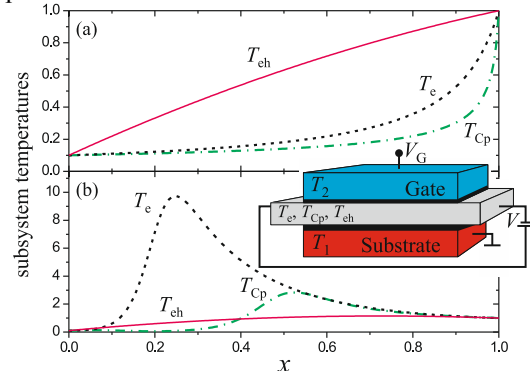 (a)
1.0
0.8
0.6
0.4
0.2
T_eh
T_e
T_Cp
subsystem temperatures
V_G
T_2 Gate
T_e, T_Cp, T_eh
V
T_1 Substrate
(b)
10
8
6
4
2
0
T_e
T_Cp
T_eh
0.0 0.2 0.4 0.6 0.8 1.0
x